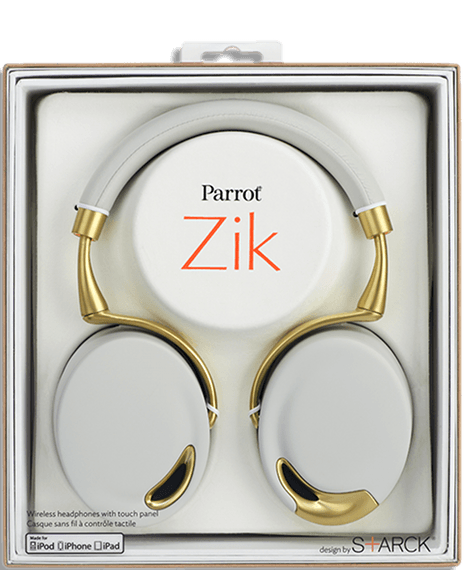 Parrot
Zik
Wireless headphones with touch panel
Casque sans fil à contrôle tactile
Made for
iPod iPhone iPad
design by S+ARCK